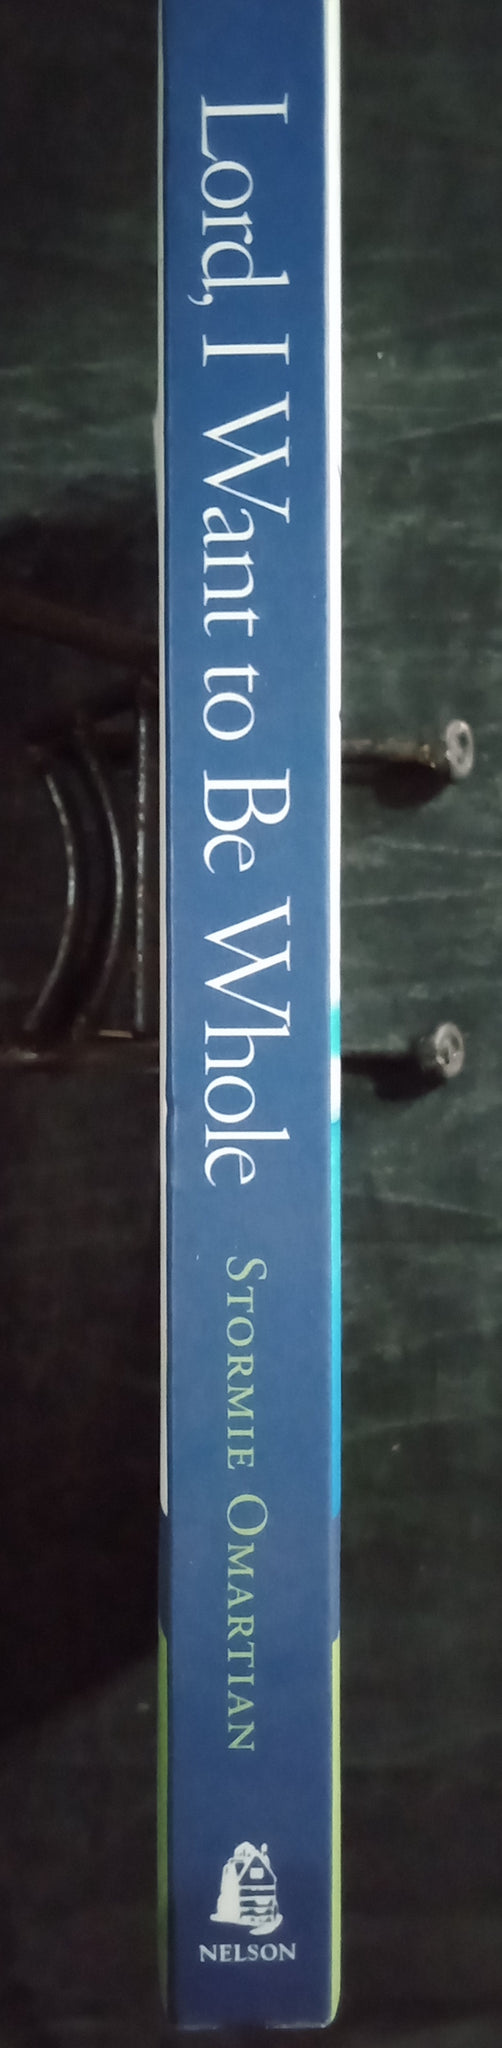 Lord, I Want to Be Whole
STORMIE OMARTIAN
NELSON